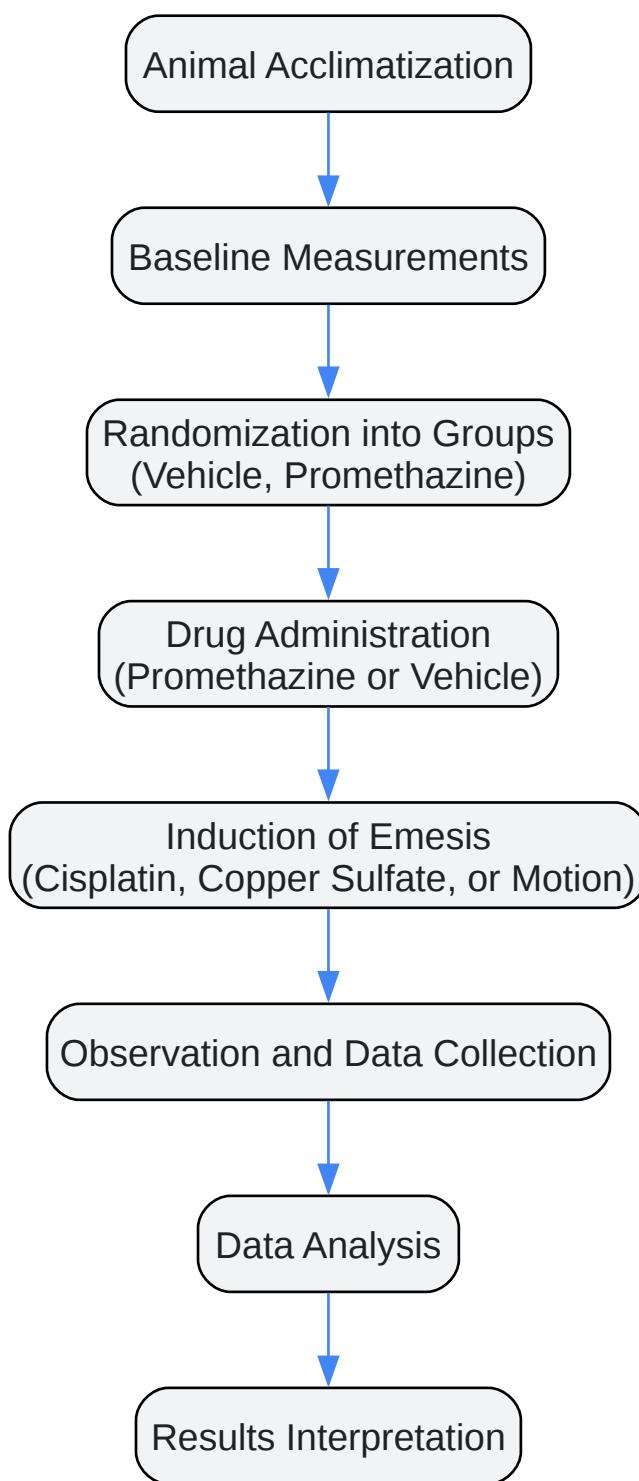 Animal Acclimatization
Baseline Measurements
Randomization into Groups
(Vehicle, Promethazine)
Drug Administration
(Promethazine or Vehicle)
Induction of Emesis
(Cisplatin, Copper Sulfate, or Motion)
Observation and Data Collection
Data Analysis
Results Interpretation